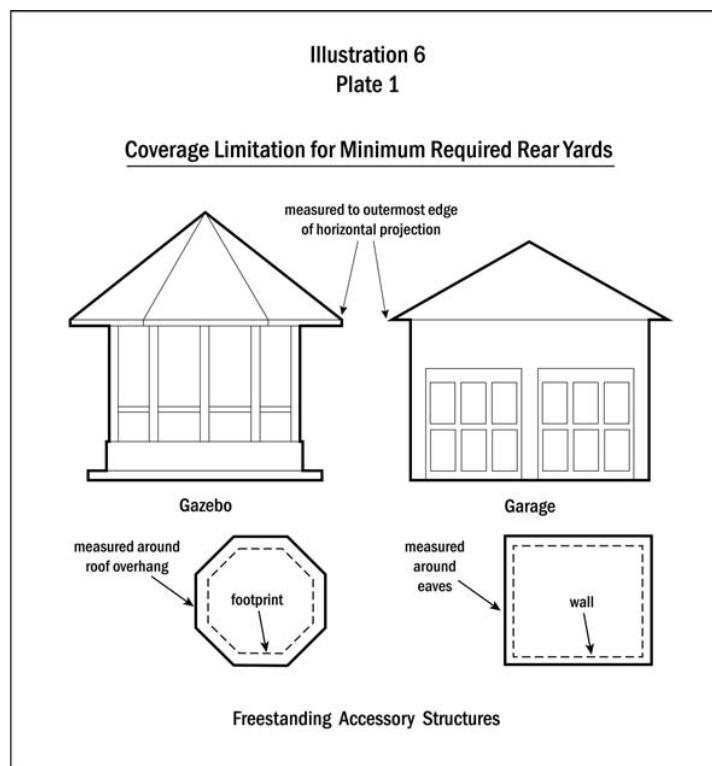 Illustration 6
Plate 1
Coverage Limitation for Minimum Required Rear Yards
measured to outermost edge
of horizontal projection
Gazebo
Garage
measured around
roof overhang
footprint
measured
around
eaves
wall
Freestanding Accessory Structures